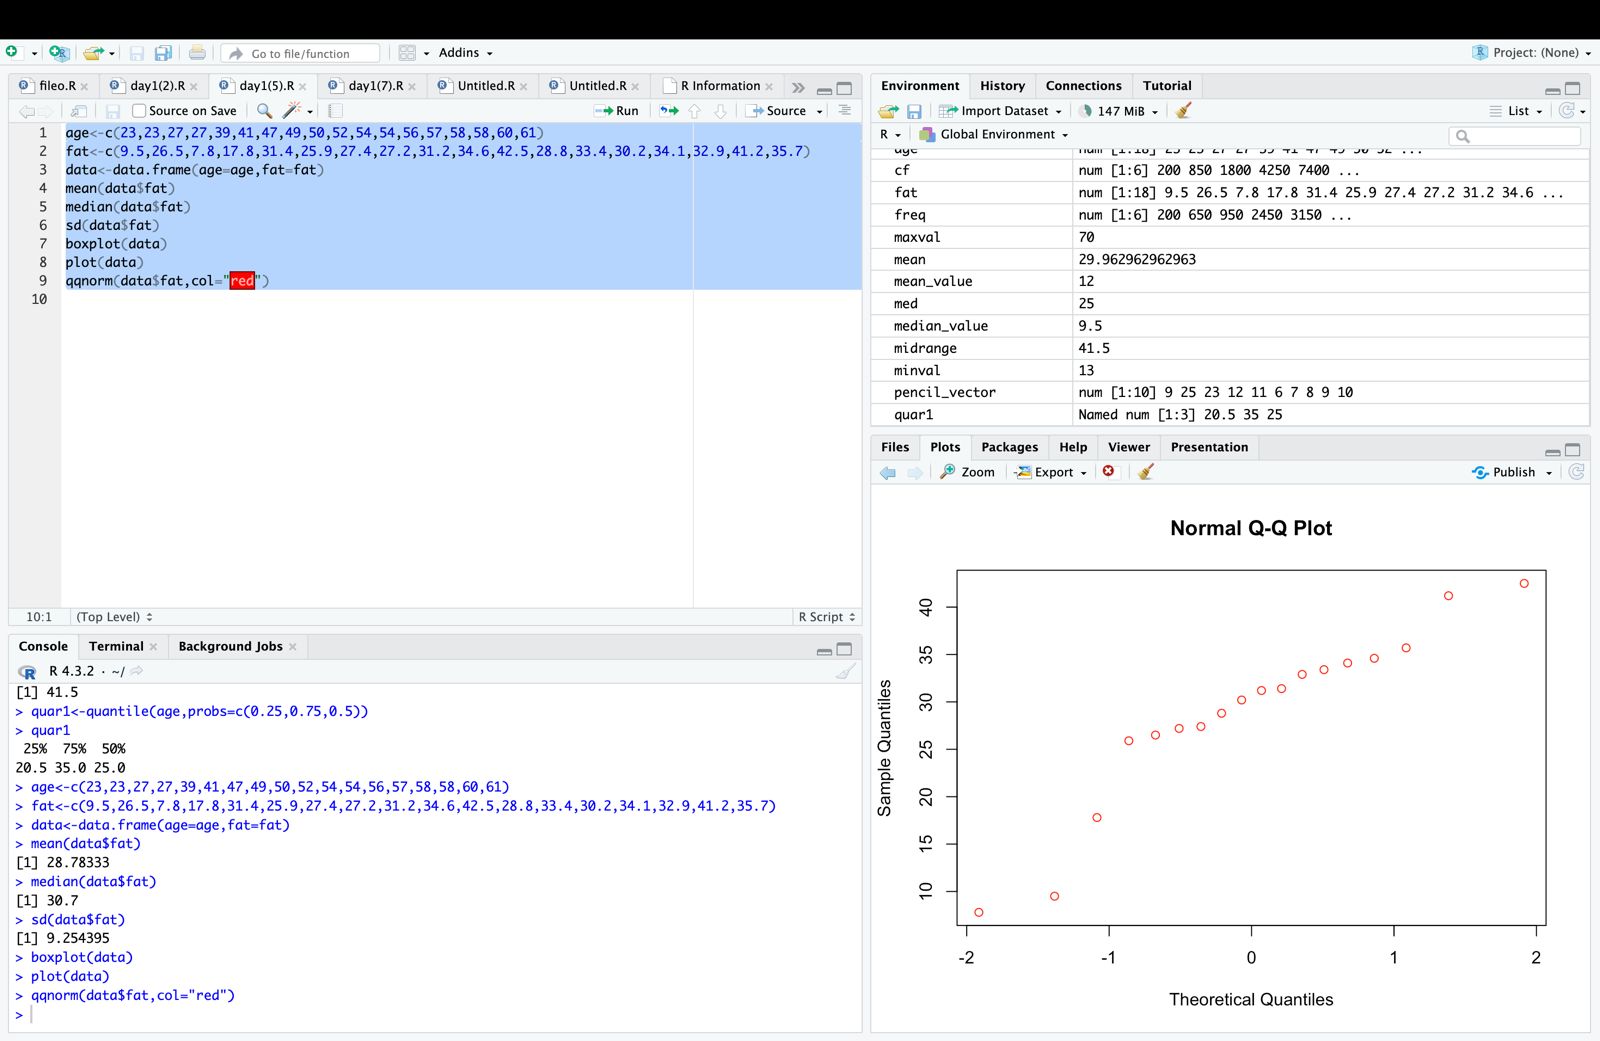 Go to file/function
Addins
Project: (None)
fileo.R
day1(2).R
day1(5).R
day1(7).R
Untitled.R
Untitled.R
R Information
Source on Save
Run
Source
1 age<-c(23,23,27,27,39,41,47,49,50,52,54,54,56,57,58,58,60,61)
2 fat<-c(9.5,26.5,7.8,17.8,31.4,25.9,27.4,27.2,31.2,34.6,42.5,28.8,33.4,30.2,34.1,32.9,41.2,35.7)
3 data<-data.frame(age=age,fat=fat)
4 mean(data$fat)
5 median(data$fat)
6 sd(data$fat)
7 boxplot(data)
8 plot(data)
9 qqnorm(data$fat,col="red")
10
10:1 (Top Level) R Script
Console Terminal Background Jobs
R 4.3.2 · ~/
[1] 41.5
> quar1<-quantile(age,probs=c(0.25,0.75,0.5))
> quar1
25% 75% 50%
20.5 35.0 25.0
> age<-c(23,23,27,27,39,41,47,49,50,52,54,54,56,57,58,58,60,61)
> fat<-c(9.5,26.5,7.8,17.8,31.4,25.9,27.4,27.2,31.2,34.6,42.5,28.8,33.4,30.2,34.1,32.9,41.2,35.7)
> data<-data.frame(age=age,fat=fat)
> mean(data$fat)
[1] 28.78333
> median(data$fat)
[1] 30.7
> sd(data$fat)
[1] 9.254395
> boxplot(data)
> plot(data)
> qqnorm(data$fat,col="red")
>
Environment History Connections Tutorial
Import Dataset 147 MiB List
R Global Environment
age num [1:18] 23 23 27 27 39 41 47 49 50 52 ...
cf num [1:6] 200 850 1800 4250 7400 ...
fat num [1:18] 9.5 26.5 7.8 17.8 31.4 25.9 27.4 27.2 31.2 34.6 ...
freq num [1:6] 200 650 950 2450 3150 ...
maxval 70
mean 29.962962962963
mean_value 12
med 25
median_value 9.5
midrange 41.5
minval 13
pencil_vector num [1:10] 9 25 23 12 11 6 7 8 9 10
quar1 Named num [1:3] 20.5 35 25
Files Plots Packages Help Viewer Presentation
Zoom Export Publish
Normal Q-Q Plot
Sample Quantiles
40
35
30
25
20
15
10
-2 -1 0 1 2
Theoretical Quantiles